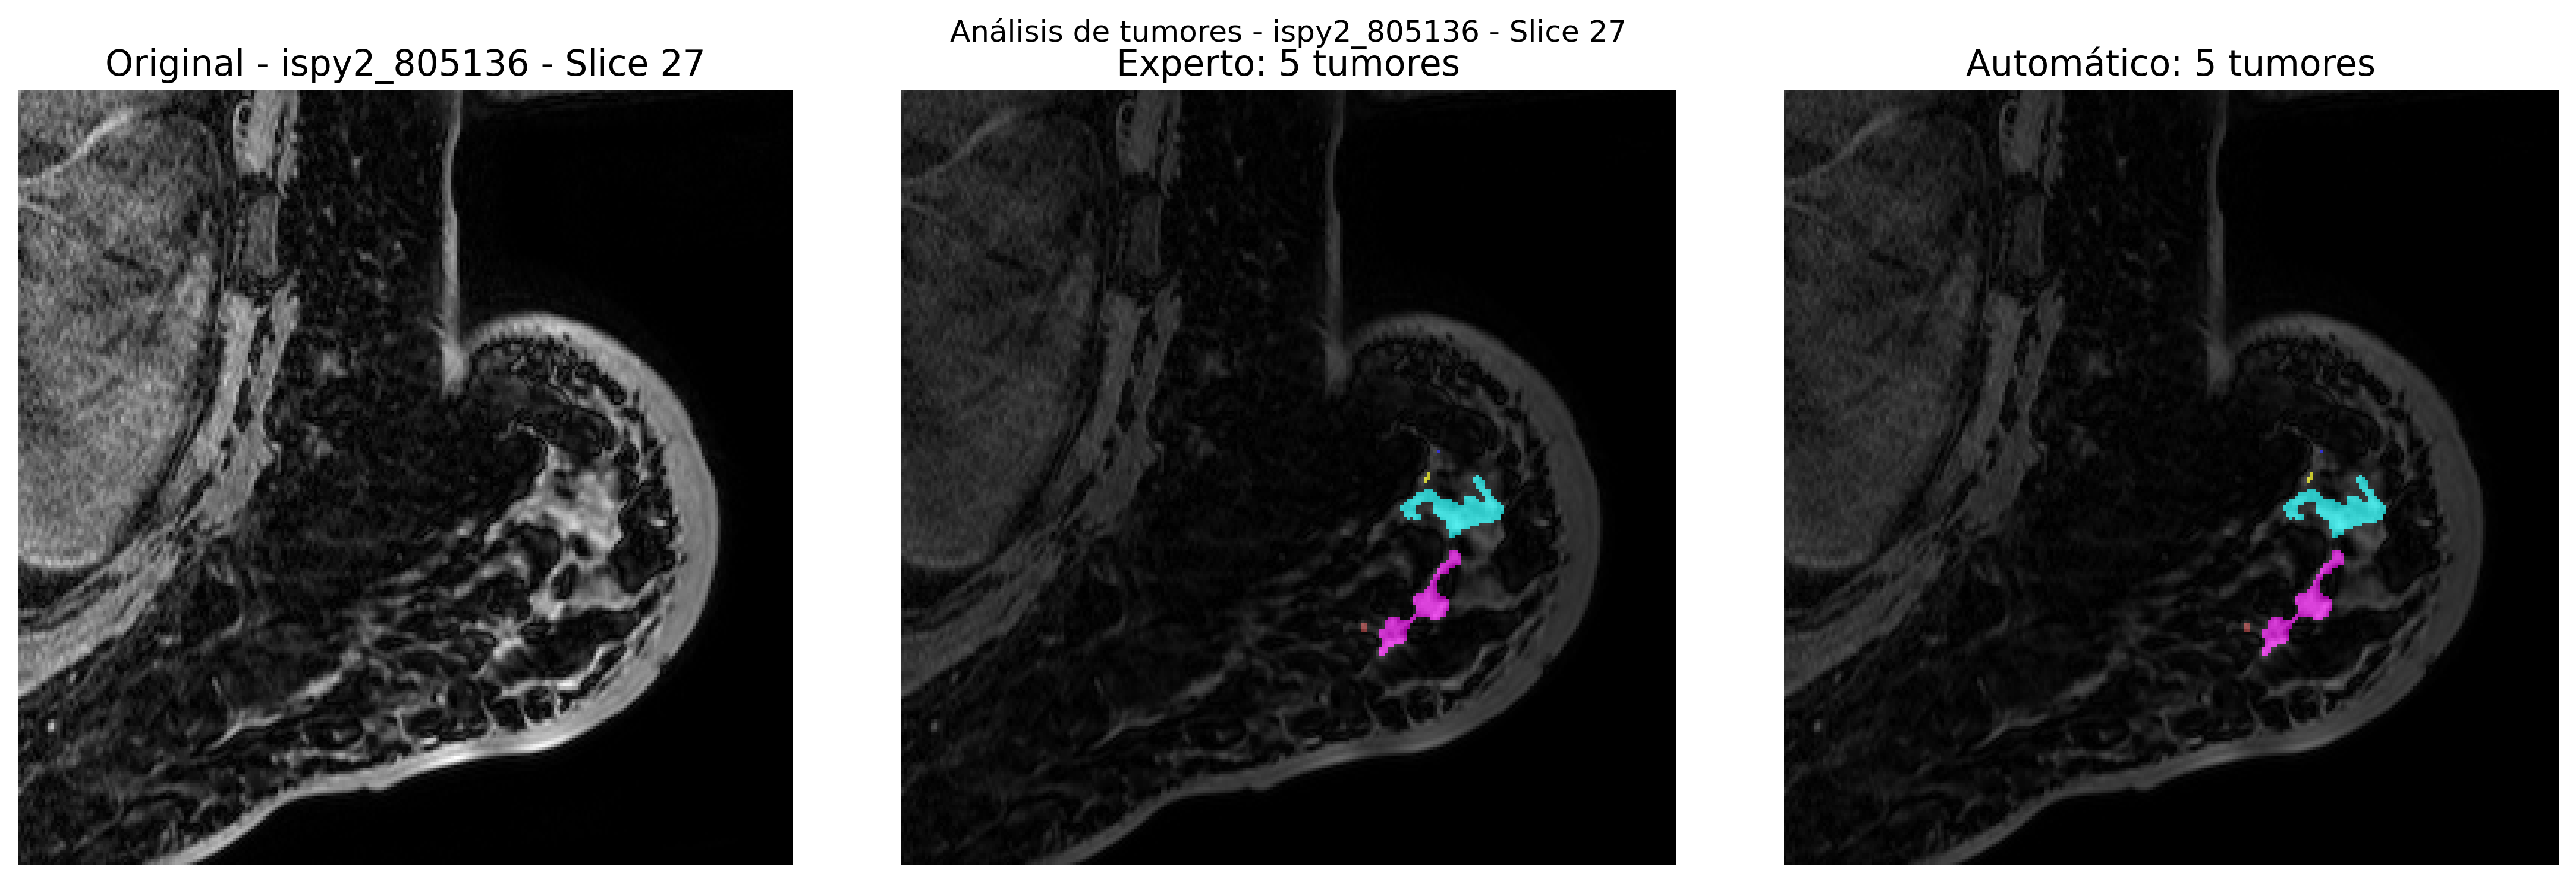 Análisis de tumores - ispy2_805136 - Slice 27
Original - ispy2_805136 - Slice 27
Experto: 5 tumores
Automático: 5 tumores